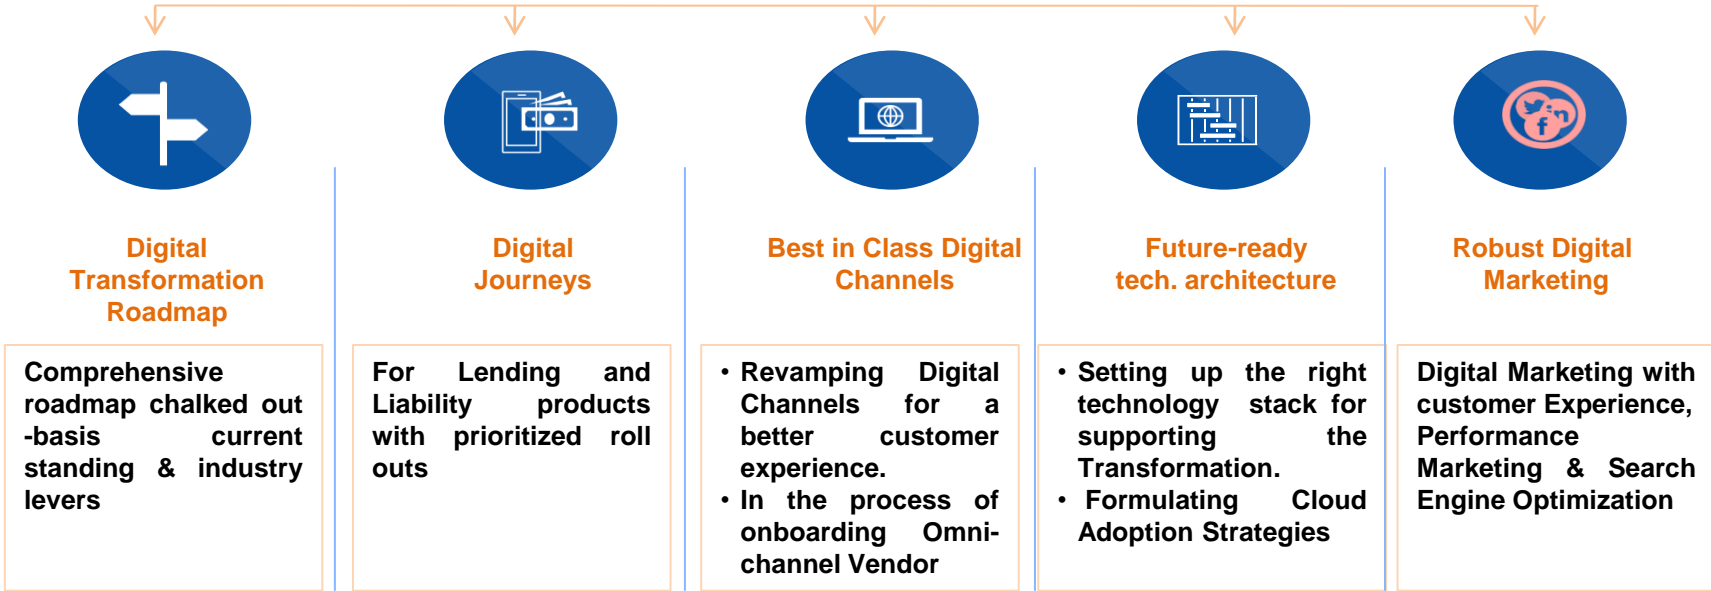 Digital
Transformation
Roadmap
Comprehensive
roadmap chalked out
-basis current
standing & industry
levers
Digital
Journeys
For Lending and
Liability products
with prioritized roll
outs
Best in Class Digital
Channels
• Revamping Digital
Channels for a
better customer
experience.
• In the process of
onboarding Omni-
channel Vendor
Future-ready
tech. architecture
• Setting up the right
technology stack for
supporting the
Transformation.
• Formulating Cloud
Adoption Strategies
Robust Digital
Marketing
Digital Marketing with
customer Experience,
Performance
Marketing & Search
Engine Optimization